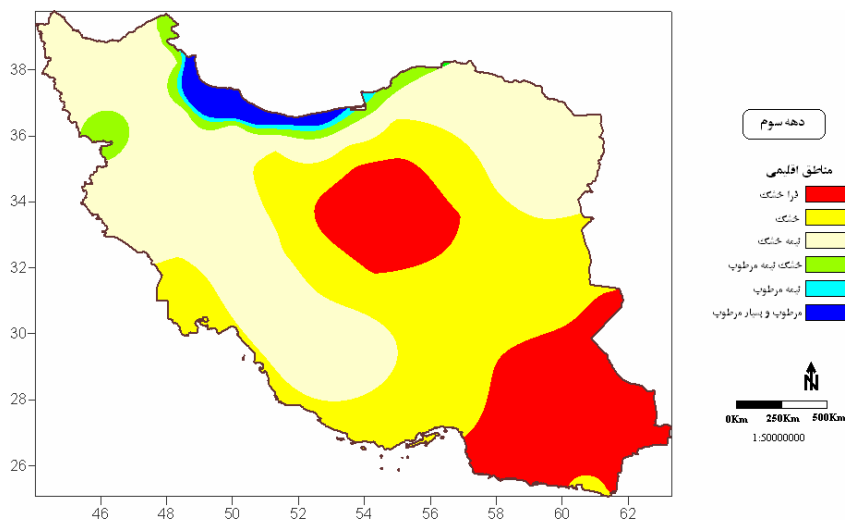 38
36
34
32
30
28
26
46 48 50 52 54 56 58 60 62
دهه سوم
مناطق اقلیمی
فرا خشک
خشک
نیمه خشک
خشک نیمه مرطوب
نیمه مرطوب
مرطوب و بسیار مرطوب
N
0Km 250Km 500Km
1:50000000